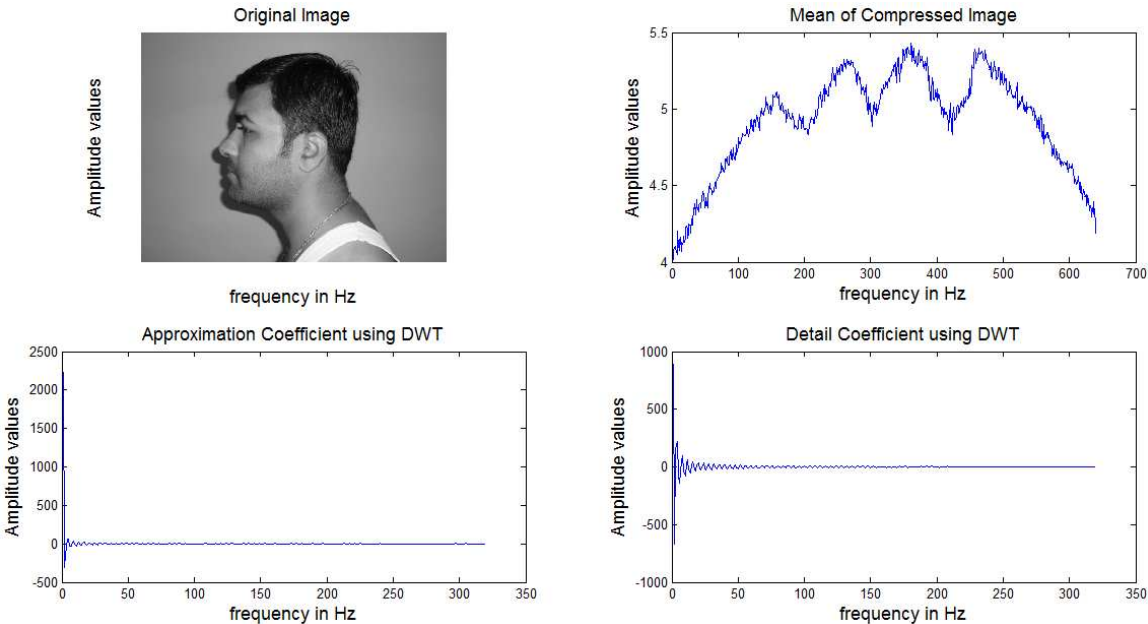 Original Image
Amplitude values
frequency in Hz
Mean of Compressed Image
Amplitude values
5.5
5
4.5
4
0 100 200 300 400 500 600 700
frequency in Hz
Approximation Coefficient using DWT
Amplitude values
2500
2000
1500
1000
500
0
-500
0 50 100 150 200 250 300 350
frequency in Hz
Detail Coefficient using DWT
Amplitude values
1000
500
0
-500
-1000
0 50 100 150 200 250 300 350
frequency in Hz